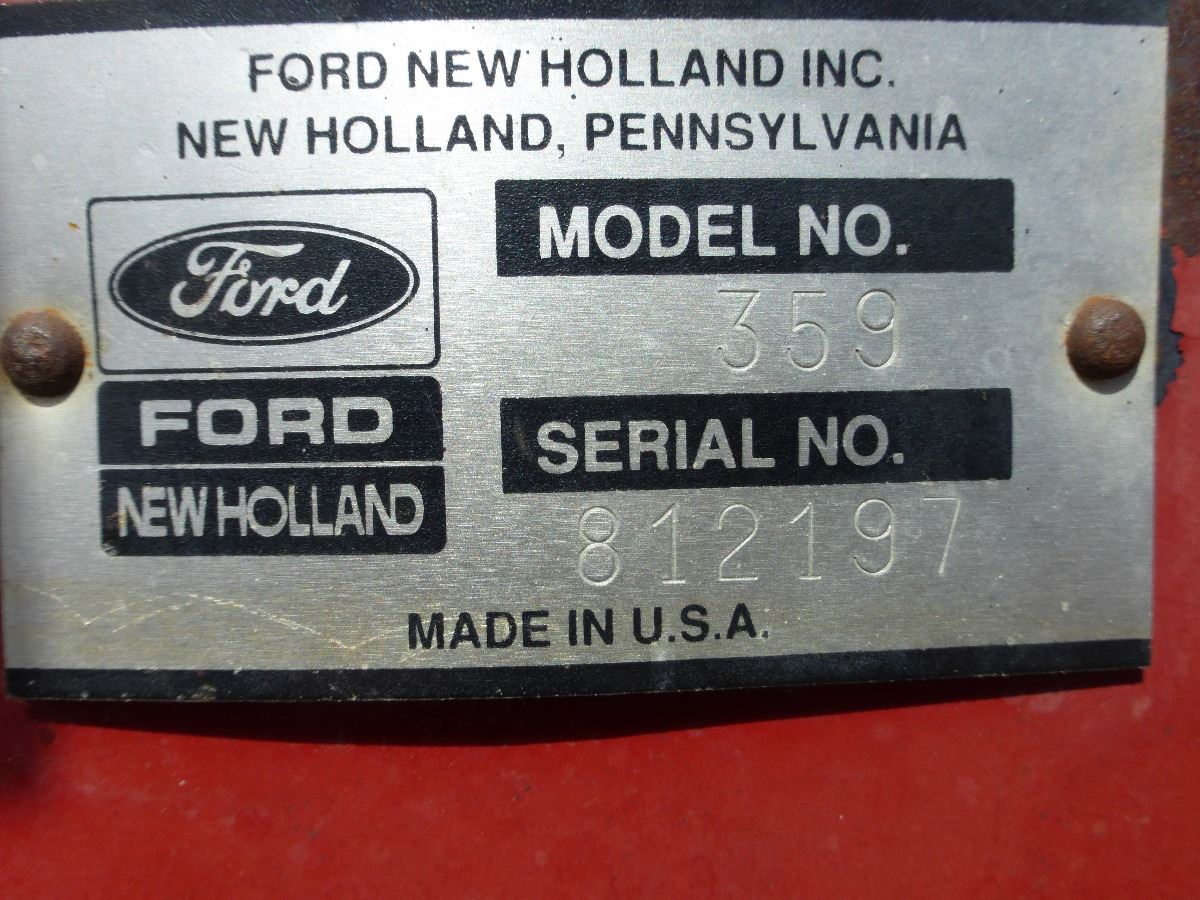 FORD NEW HOLLAND INC.
NEW HOLLAND, PENNSYLVANIA
Ford
FORD
NEW HOLLAND
MODEL NO.
359
SERIAL NO.
812197
MADE IN U.S.A.